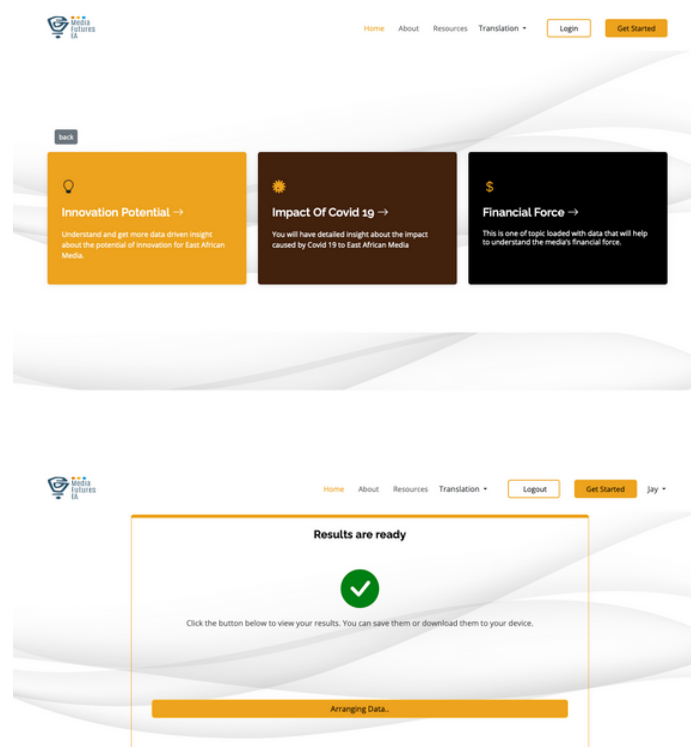 Media
Futures
EA
Home About Resources Translation Login Get Started
back
Innovation Potential →
Understand and get more data driven insight
about the potential of innovation for East African
Media.
Impact Of Covid 19 →
You will have detailed insight about the Impact
caused by Covid 19 to East African Media
$
Financial Force →
This is one of topic loaded with data that will help
to understand the media's financial force.
Media
Futures
EA
Home About Resources Translation Logout Get Started Jay
Results are ready
Click the button below to view your results. You can save them or download them to your device.
Arranging Data..